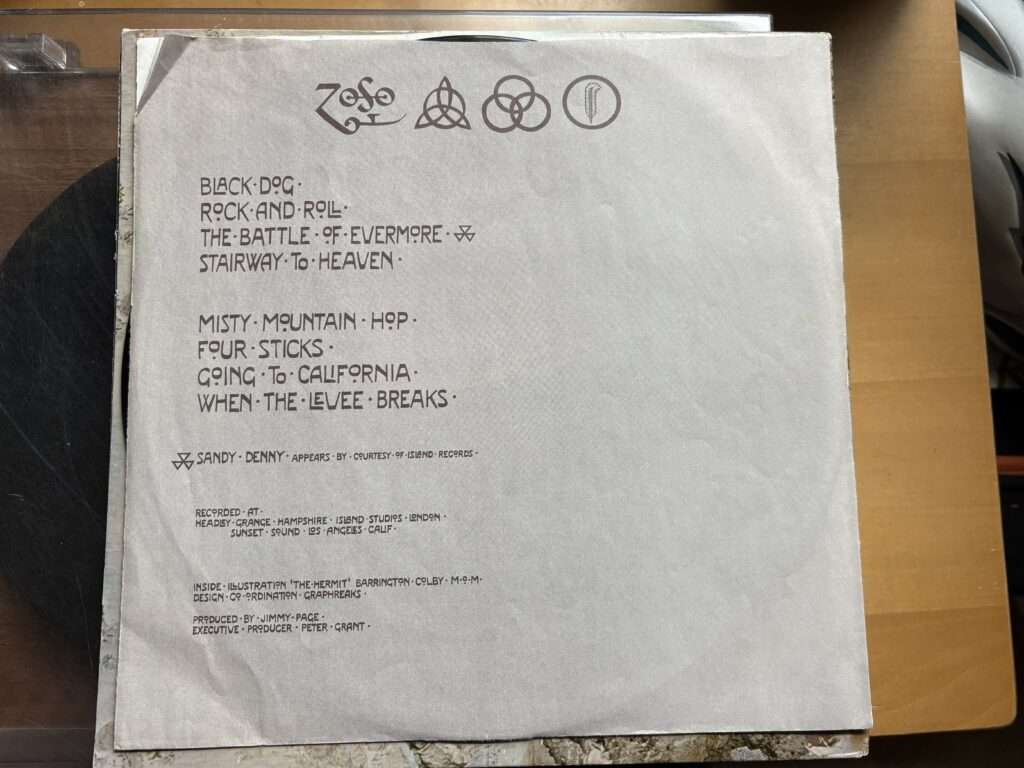 ZOSO
BLACK·DOG·
ROCK·AND·ROLL·
THE·BATTLE·OF·EVERMORE·
STAIRWAY·TO·HEAVEN·
MISTY·MOUNTAIN·HOP·
FOUR·STICKS·
GOING·TO·CALIFORNIA·
WHEN·THE·LEVEE·BREAKS·
SANDY·DENNY·APPEARS·BY·COURTESY·OF·ISLAND·RECORDS·
RECORDED·AT·
HEADLEY·GRANGE·HAMPSHIRE·ISLAND·STUDIOS·LONDON·
SUNSET·SOUND·LOS·ANGELES·CALIF·
INSIDE·ILLUSTRATION 'THE·HERMIT' BARRINGTON·COLBY·M·O·M·
DESIGN·CO-ORDINATION·GRAPHREAKS·
PRODUCED·BY·JIMMY·PAGE·
EXECUTIVE·PRODUCER·PETER·GRANT·